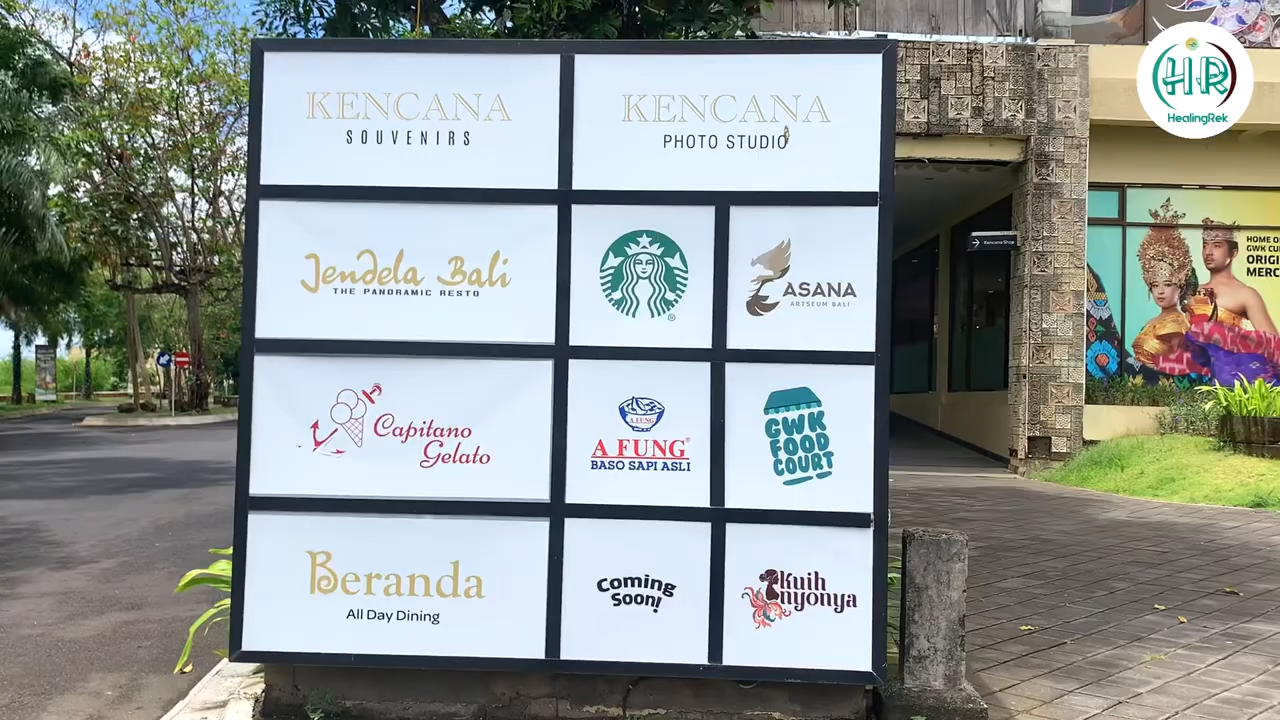 KENCANA
SOUVENIRS
KENCANA
PHOTO STUDIO
Jendela Bali
THE PANORAMIC RESTO
®
ASANA
ARTSEUM BALI
Capitano
Gelato
A FUNG
A FUNG®
BASO SAPI ASLI
GWK
FOOD
COURT
Beranda
All Day Dining
Coming
Soon!
kuih
nyonya
HR
HealingRek
→ Kencana Shop
HOME O
GWK CU
ORIGI
MERC